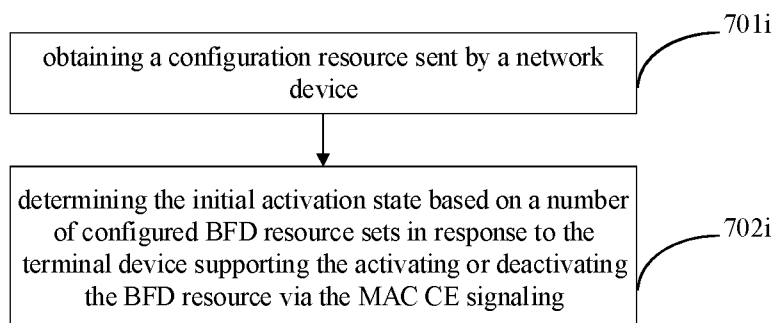 701i
obtaining a configuration resource sent by a network
device
determining the initial activation state based on a number
of configured BFD resource sets in response to the
terminal device supporting the activating or deactivating
the BFD resource via the MAC CE signaling
702i